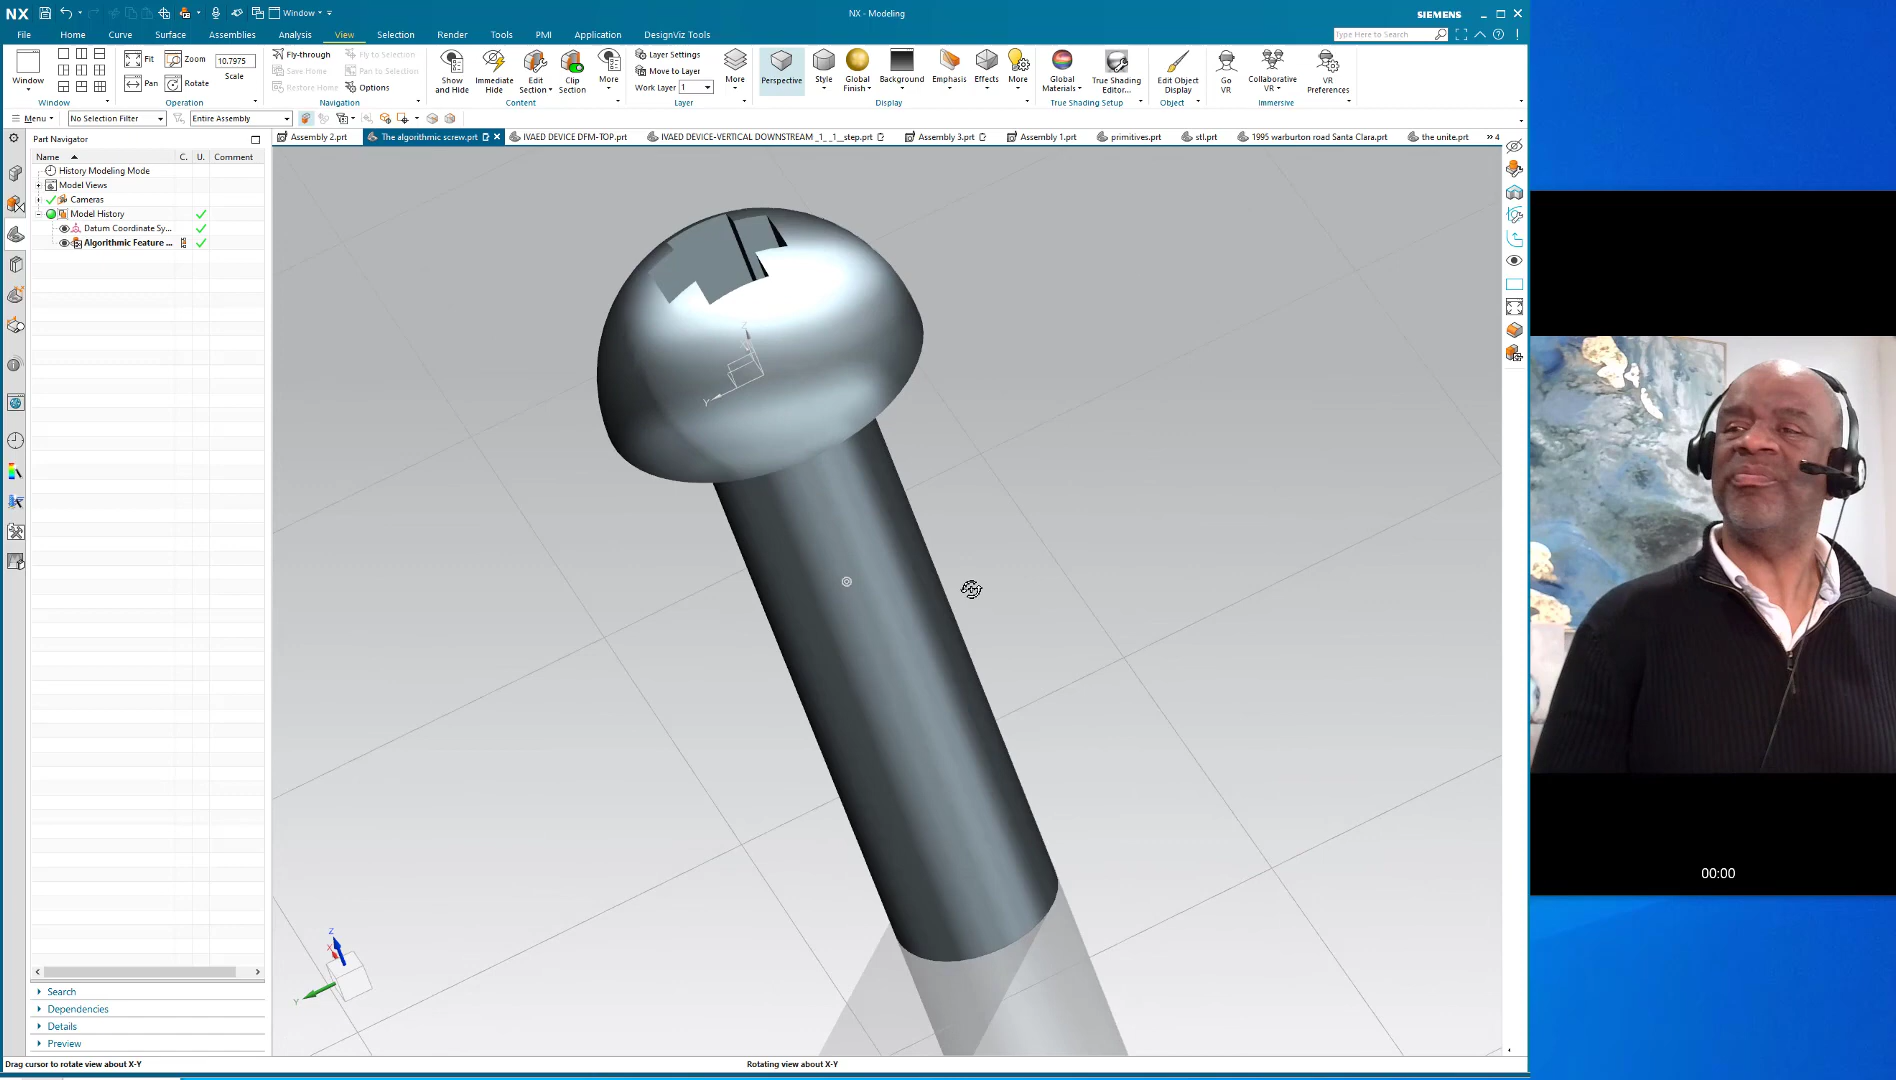 NX
Window
NX - Modeling
SIEMENS
File Home Curve Surface Assemblies Analysis View Selection Render Tools PMI Application DesignViz Tools
Type Here to Search
Window
Fit
Pan
Zoom
Rotate
10.7975
Scale
Fly-through
Save Home
Restore Home
Fly to Selection
Pan to Selection
Options
Show and Hide
Immediate Hide
Edit Section
Clip Section
More
Layer Settings
Move to Layer
Work Layer 1
More
Perspective
Style
Global Finish
Background
Emphasis
Effects
More
Global Materials
True Shading Editor...
Edit Object Display
Go VR
Collaborative VR
VR Preferences
Window Operation Navigation Content Layer Display True Shading Setup Object Immersive
Menu No Selection Filter Entire Assembly
Part Navigator
Assembly 2.prt The algorithmic screw.prt IVAED DEVICE DFM-TOP.prt IVAED DEVICE-VERTICAL DOWNSTREAM _1_ _1__step.prt Assembly 3.prt Assembly 1.prt primitives.prt stl.prt 1995 warburton road Santa Clara.prt the unite.prt 4
Name C. U. Comment
History Modeling Mode
Model Views
Cameras
Model History
Datum Coordinate Sy...
Algorithmic Feature ...
Z
Y
Z
X
Y
Search
Dependencies
Details
Preview
Drag cursor to rotate view about X-Y
Rotating view about X-Y
00:00